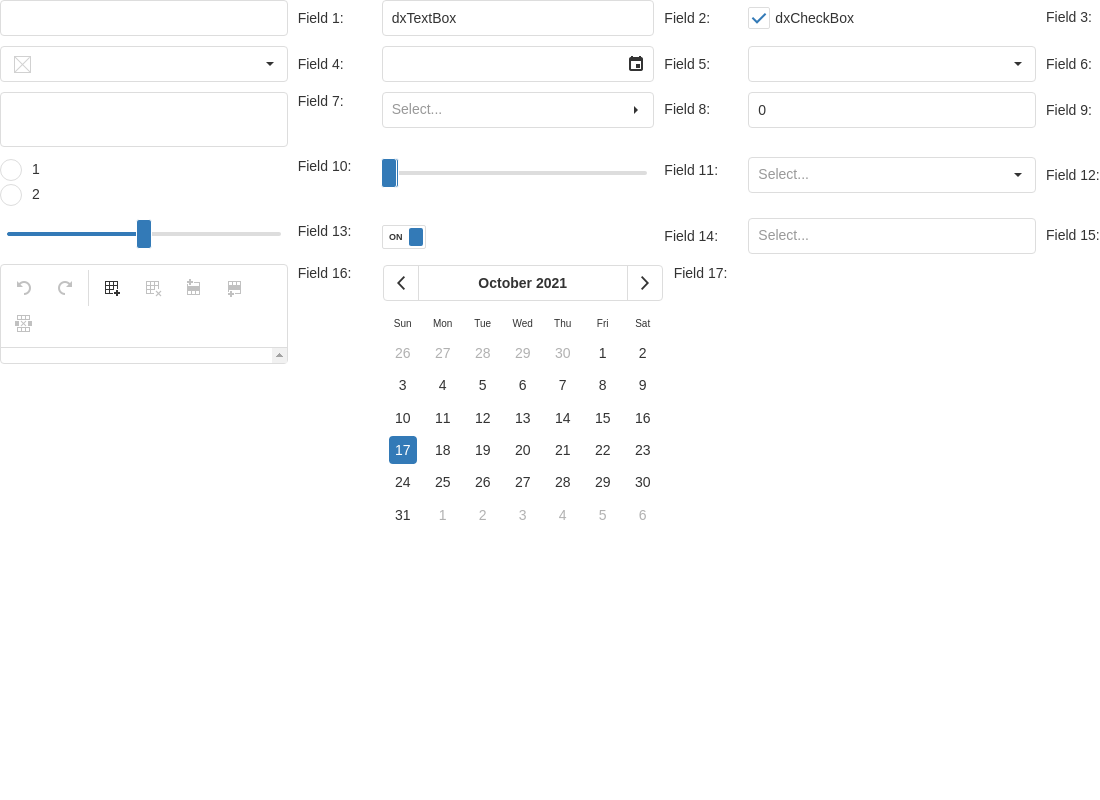 Field 1: dxTextBox Field 2: dxCheckBox Field 3:
Field 4: Field 5: Field 6:
Field 7: Select... Field 8: 0 Field 9:
1
2
Field 10: Field 11: Select... Field 12:
Field 13: ON Field 14: Select... Field 15:
Field 16: October 2021 Field 17:
Sun Mon Tue Wed Thu Fri Sat
26 27 28 29 30 1 2
3 4 5 6 7 8 9
10 11 12 13 14 15 16
17 18 19 20 21 22 23
24 25 26 27 28 29 30
31 1 2 3 4 5 6